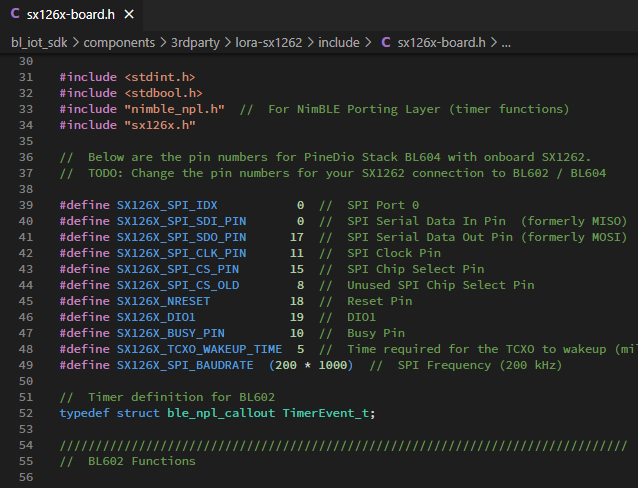 C sx126x-board.h ×
bl_iot_sdk > components > 3rdparty > lora-sx1262 > include > C sx126x-board.h > ...
30
31 #include <stdint.h>
32 #include <stdbool.h>
33 #include "nimble_npl.h"  //  For NimBLE Porting Layer (timer functions)
34 #include "sx126x.h"
35
36 //  Below are the pin numbers for PineDio Stack BL604 with onboard SX1262.
37 //  TODO: Change the pin numbers for your SX1262 connection to BL602 / BL604
38
39 #define SX126X_SPI_IDX           0  //  SPI Port 0
40 #define SX126X_SPI_SDI_PIN       0  //  SPI Serial Data In Pin  (formerly MISO)
41 #define SX126X_SPI_SDO_PIN      17  //  SPI Serial Data Out Pin (formerly MOSI)
42 #define SX126X_SPI_CLK_PIN      11  //  SPI Clock Pin
43 #define SX126X_SPI_CS_PIN       15  //  SPI Chip Select Pin
44 #define SX126X_SPI_CS_OLD        8  //  Unused SPI Chip Select Pin
45 #define SX126X_NRESET           18  //  Reset Pin
46 #define SX126X_DIO1             19  //  DIO1
47 #define SX126X_BUSY_PIN         10  //  Busy Pin
48 #define SX126X_TCXO_WAKEUP_TIME  5  //  Time required for the TCXO to wakeup (mil
49 #define SX126X_SPI_BAUDRATE  (200 * 1000)  //  SPI Frequency (200 kHz)
50
51 //  Timer definition for BL602
52 typedef struct ble_npl_callout TimerEvent_t;
53
54 ///////////////////////////////////////////////////////////////////////////////
55 //  BL602 Functions
56